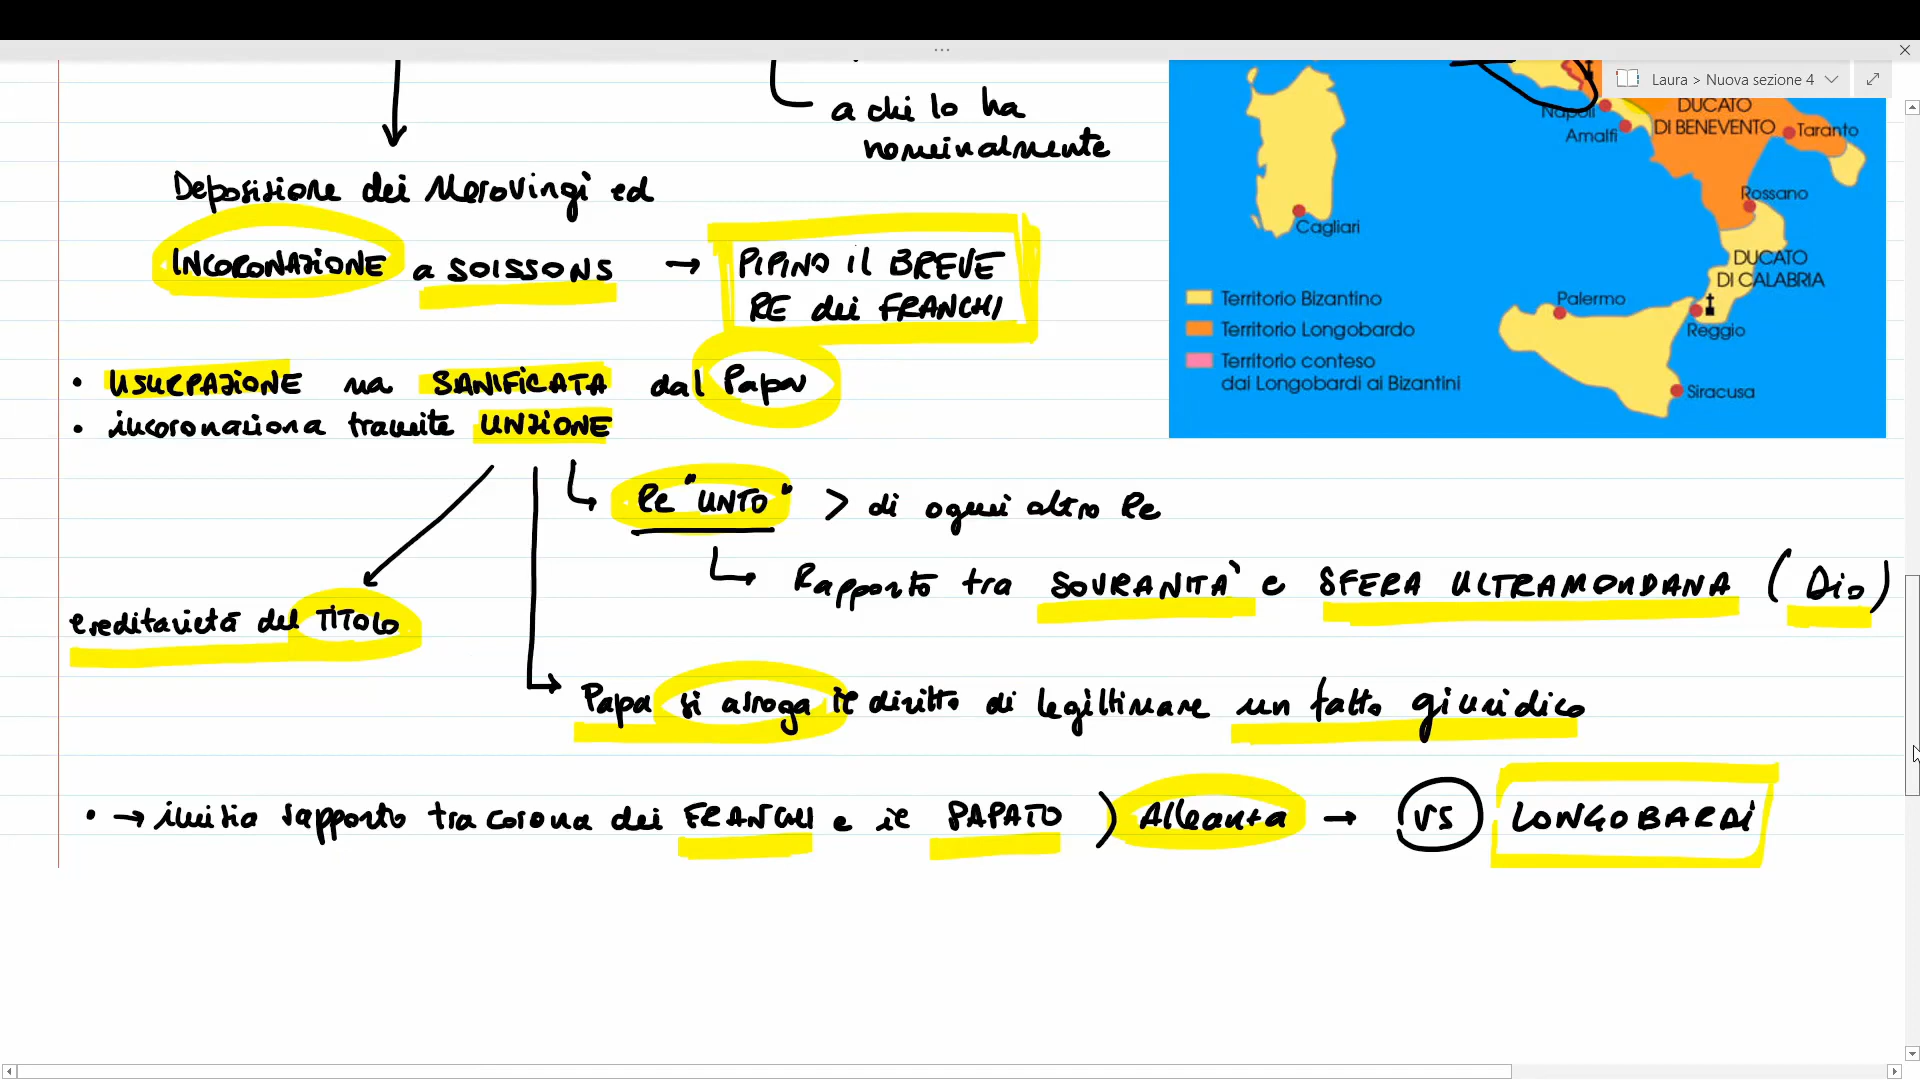 Laura > Nuova sezione 4
a chi lo ha
nominalmente
Deposizione dei Merovingi ed
INCORONAZIONE a SOISSONS → PIPINO il BREVE
RE dei FRANCHI
• USURPAZIONE ma SANIFICATA dal Papa
• incoronaziona tramite UNZIONE
Re "UNTO" > di ogni altro Re
Rapporto tra SOVRANITÀ e SFERA ULTRAMONDANA (Dio)
ereditarietà del TITOLO
Papa si arroga il diritto di legittimare un fatto giuridico
• → inizia rapporto tra corona dei FRANCHI e il PAPATO ) Alleanza → VS LONGOBARDI
Napoli
Amalfi
DUCATO
DI BENEVENTO
Taranto
Rossano
Cagliari
DUCATO
DI CALABRIA
Palermo
Reggio
Siracusa
Territorio Bizantino
Territorio Longobardo
Territorio conteso
dai Longobardi ai Bizantini